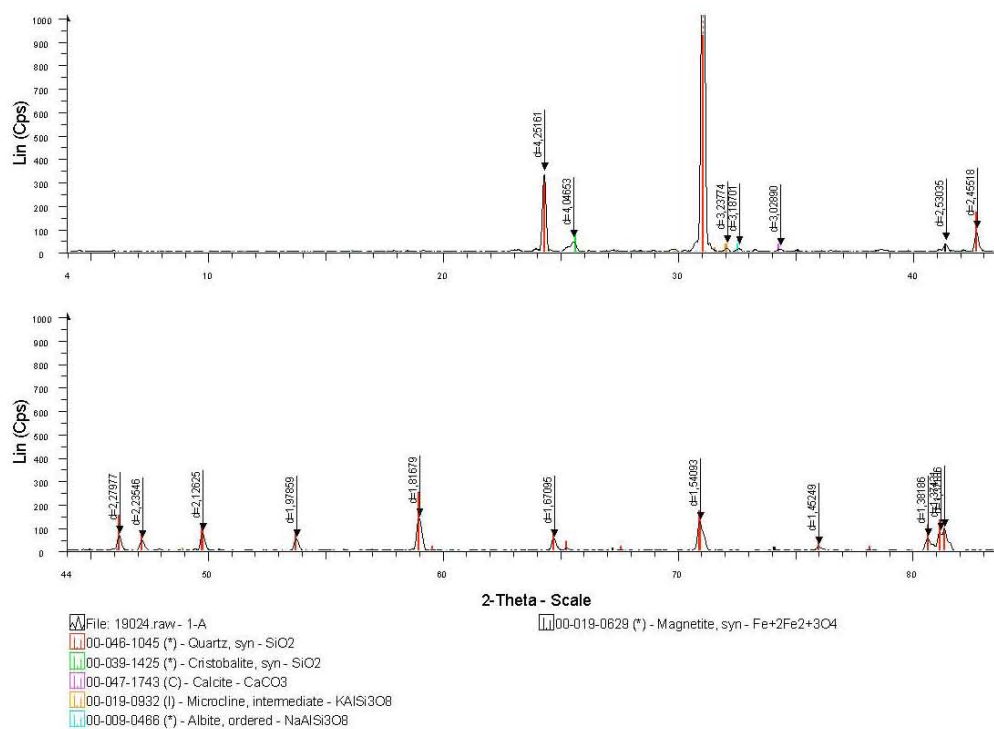 1000
900
800
700
600
500
400
300
200
100
0
Lin (Cps)
d=4,25161
d=4,04653
d=3,23774
d=3,18701
d=3,02890
d=2,53035
d=2,45518
4 10 20 30 40
1000
900
800
700
600
500
400
300
200
100
0
Lin (Cps)
d=2,27977
d=2,23546
d=2,12625
d=1,97859
d=1,81679
d=1,67095
d=1,54093
d=1,45249
d=1,38186
44 50 60 70 80
2-Theta - Scale
File: 19024.raw - 1-A
00-046-1045 (*) - Quartz, syn - SiO2
00-039-1425 (*) - Cristobalite, syn - SiO2
00-047-1743 (C) - Calcite - CaCO3
00-019-0932 (I) - Microcline, intermediate - KAlSi3O8
00-009-0466 (*) - Albite, ordered - NaAlSi3O8
00-019-0629 (*) - Magnetite, syn - Fe+2Fe2+3O4